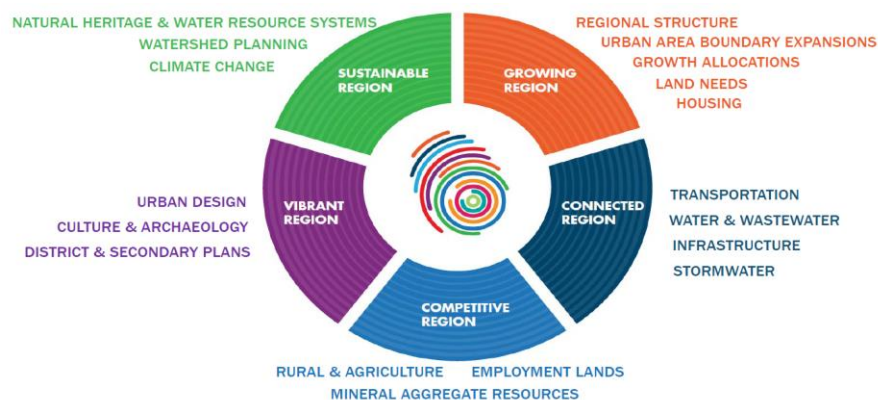 NATURAL HERITAGE & WATER RESOURCE SYSTEMS
WATERSHED PLANNING
CLIMATE CHANGE
SUSTAINABLE
REGION
REGIONAL STRUCTURE
URBAN AREA BOUNDARY EXPANSIONS
GROWTH ALLOCATIONS
LAND NEEDS
HOUSING
GROWING
REGION
URBAN DESIGN
CULTURE & ARCHAEOLOGY
DISTRICT & SECONDARY PLANS
VIBRANT
REGION
CONNECTED
REGION
TRANSPORTATION
WATER & WASTEWATER
INFRASTRUCTURE
STORMWATER
COMPETITIVE
REGION
RURAL & AGRICULTURE EMPLOYMENT LANDS
MINERAL AGGREGATE RESOURCES